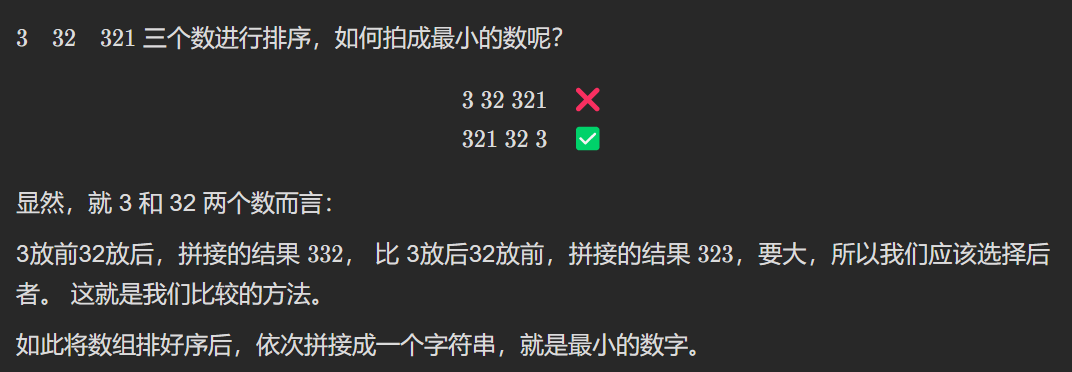 3 32 321 三个数进行排序，如何拍成最小的数呢？
3 32 321 ❌
321 32 3 ✅
显然，就 3 和 32 两个数而言：
3放前32放后，拼接的结果 332， 比 3放后32放前，拼接的结果 323，要大，所以我们应该选择后
者。 这就是我们比较的方法。
如此将数组排好序后，依次拼接成一个字符串，就是最小的数字。